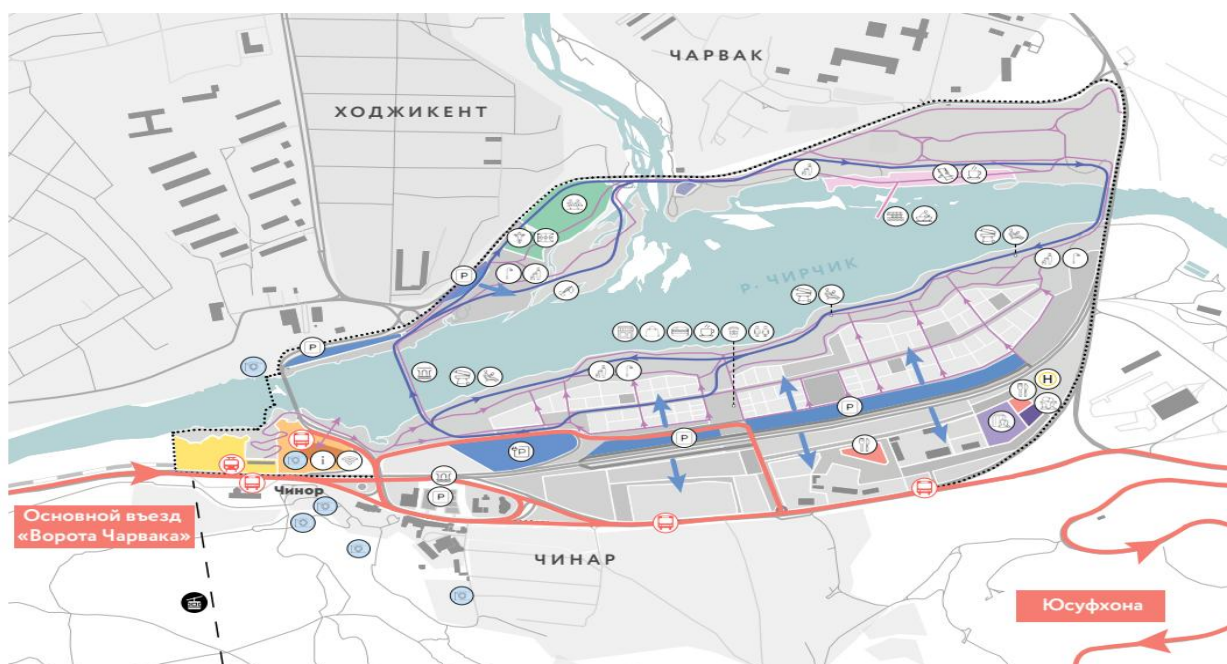 ЧАРВАК
ХОДЖИКЕНТ
Р. ЧИРЧИК
P
P
P
P
P
P
H
i
Чинор
Основной въезд
«Ворота Чарвака»
ЧИНАР
Юсуфхона